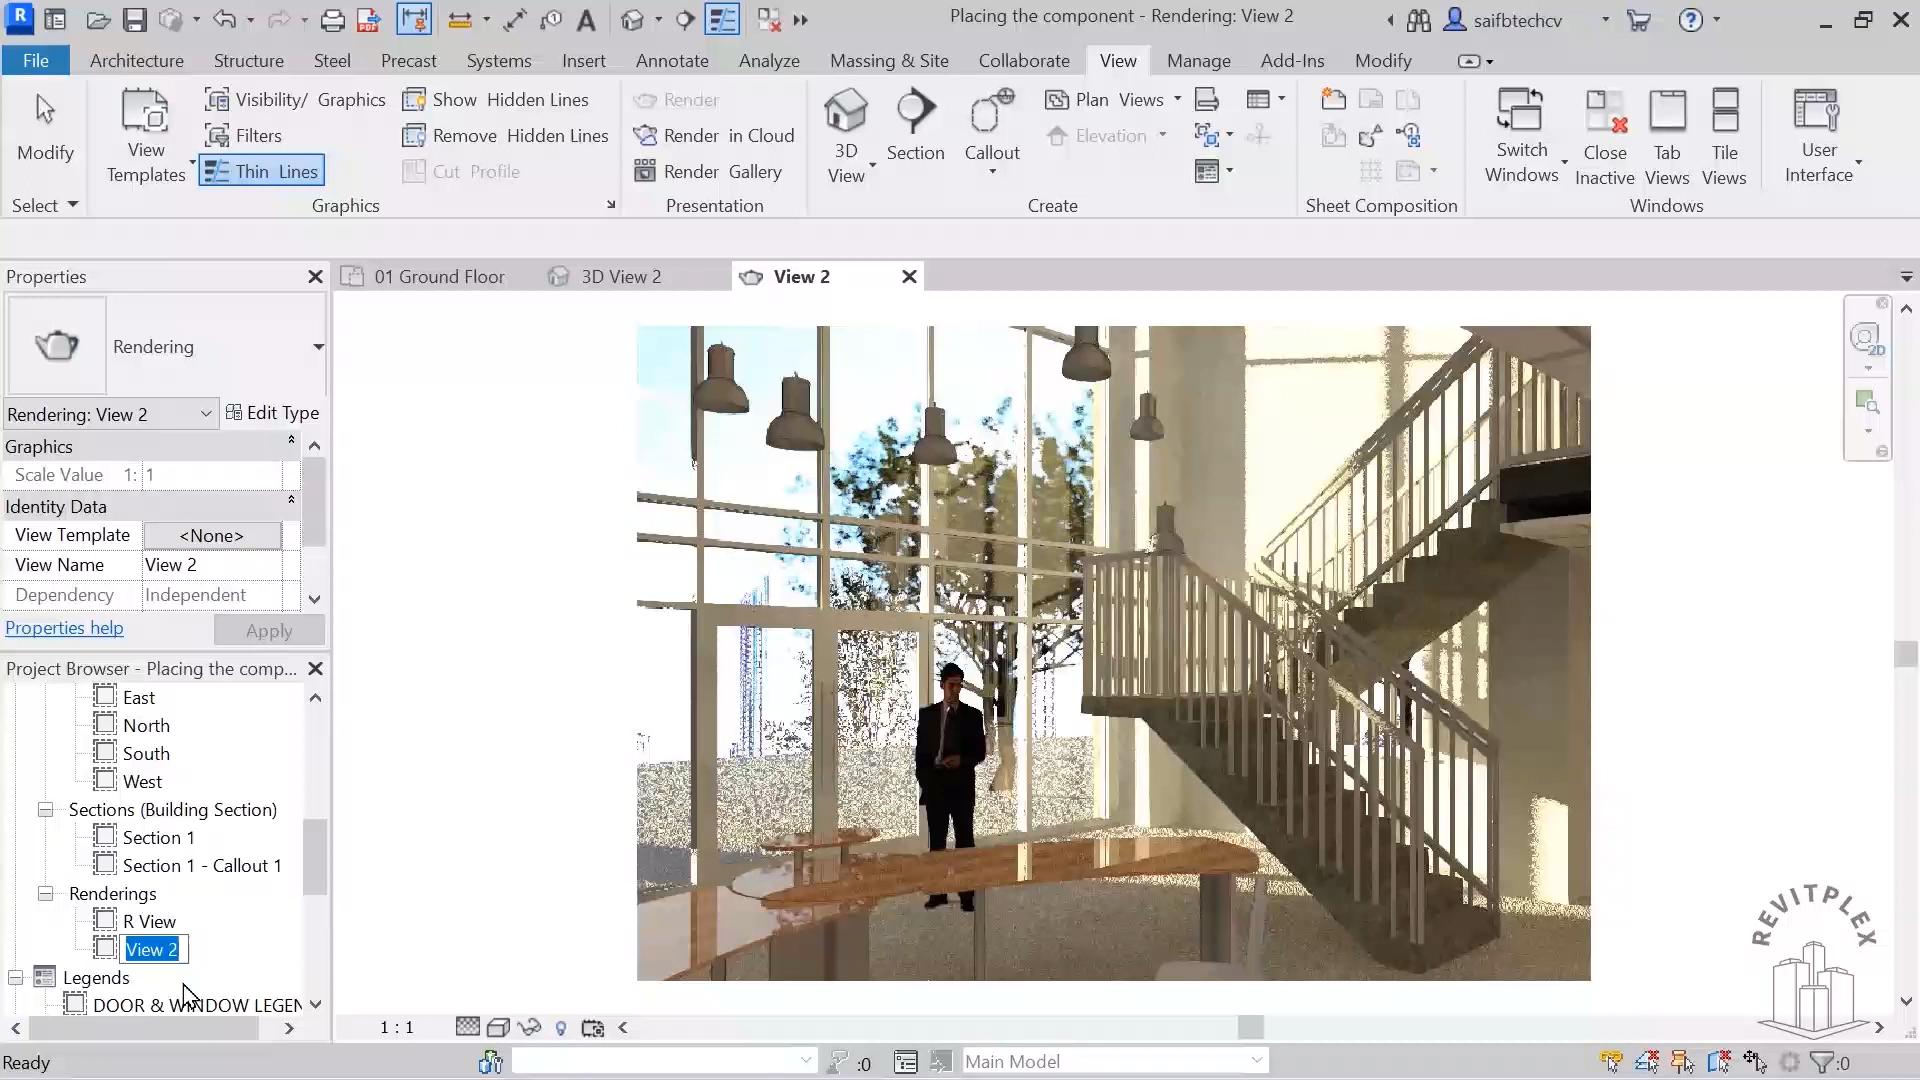 R
PDF
A
Placing the component - Rendering: View 2
saifbtechcv
?
File
Architecture
Structure
Steel
Precast
Systems
Insert
Annotate
Analyze
Massing & Site
Collaborate
View
Manage
Add-Ins
Modify
Modify
Select
View
Templates
Visibility/ Graphics
Filters
Thin Lines
Show Hidden Lines
Remove Hidden Lines
Cut Profile
Graphics
Render
Render in Cloud
Render Gallery
Presentation
3D
View
Section
Callout
Plan Views
Elevation
Create
Sheet Composition
Switch
Windows
Close
Inactive
Tab
Views
Tile
Views
Windows
User
Interface
Properties
01 Ground Floor
3D View 2
View 2
Rendering
Rendering: View 2
Edit Type
Graphics
Scale Value 1:
1
Identity Data
View Template
<None>
View Name
View 2
Dependency
Independent
Properties help
Apply
2D
Project Browser - Placing the comp...
East
North
South
West
Sections (Building Section)
Section 1
Section 1 - Callout 1
Renderings
R View
View 2
Legends
DOOR & WINDOW LEGEN
REVITPLEX
1 : 1
Ready
:0
Main Model
:0